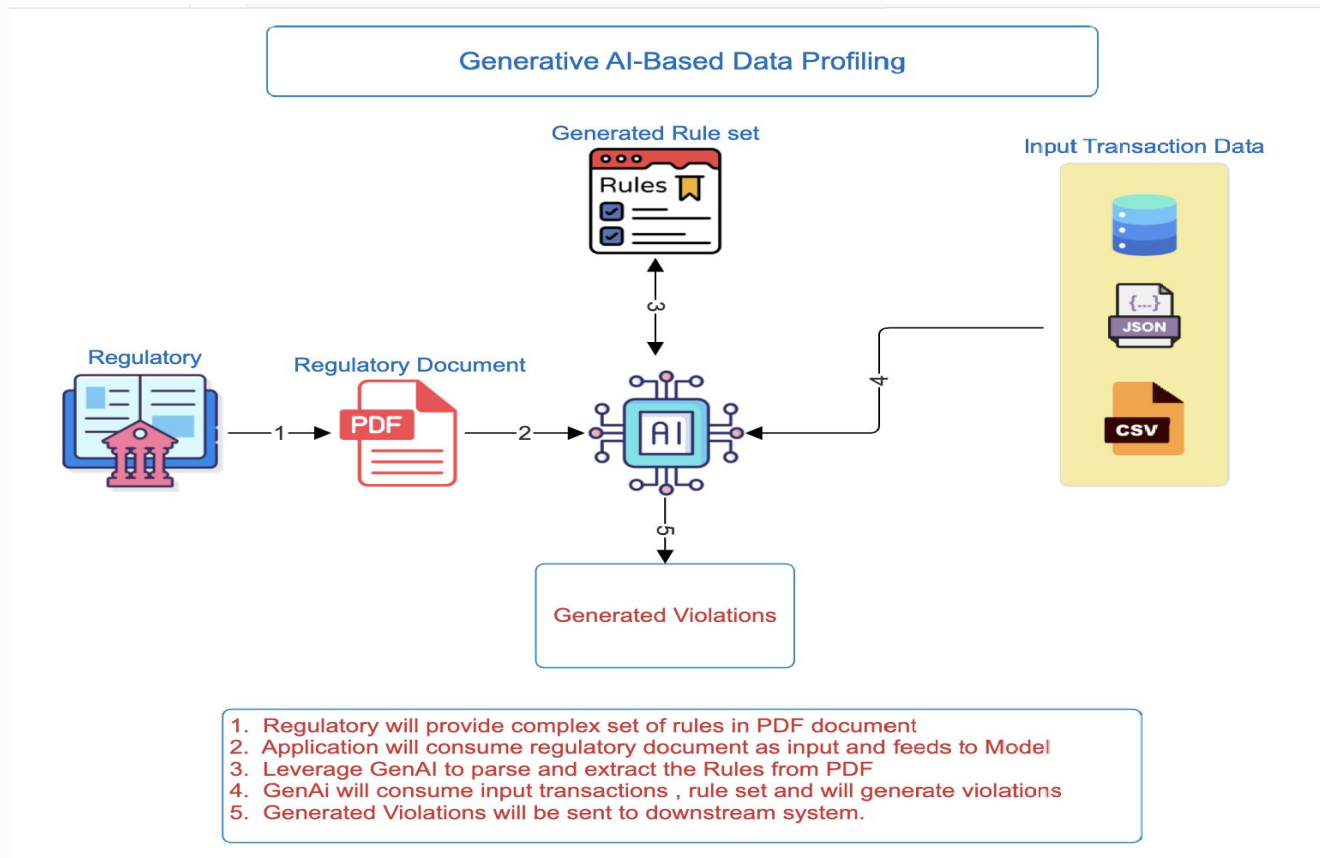 Generative AI-Based Data Profiling
Generated Rule set
Input Transaction Data
Rules
{...}
JSON
CSV
3
4
Regulatory
Regulatory Document
PDF
1
2
AI
5
Generated Violations
1. Regulatory will provide complex set of rules in PDF document
2. Application will consume regulatory document as input and feeds to Model
3. Leverage GenAI to parse and extract the Rules from PDF
4. GenAi will consume input transactions , rule set and will generate violations
5. Generated Violations will be sent to downstream system.